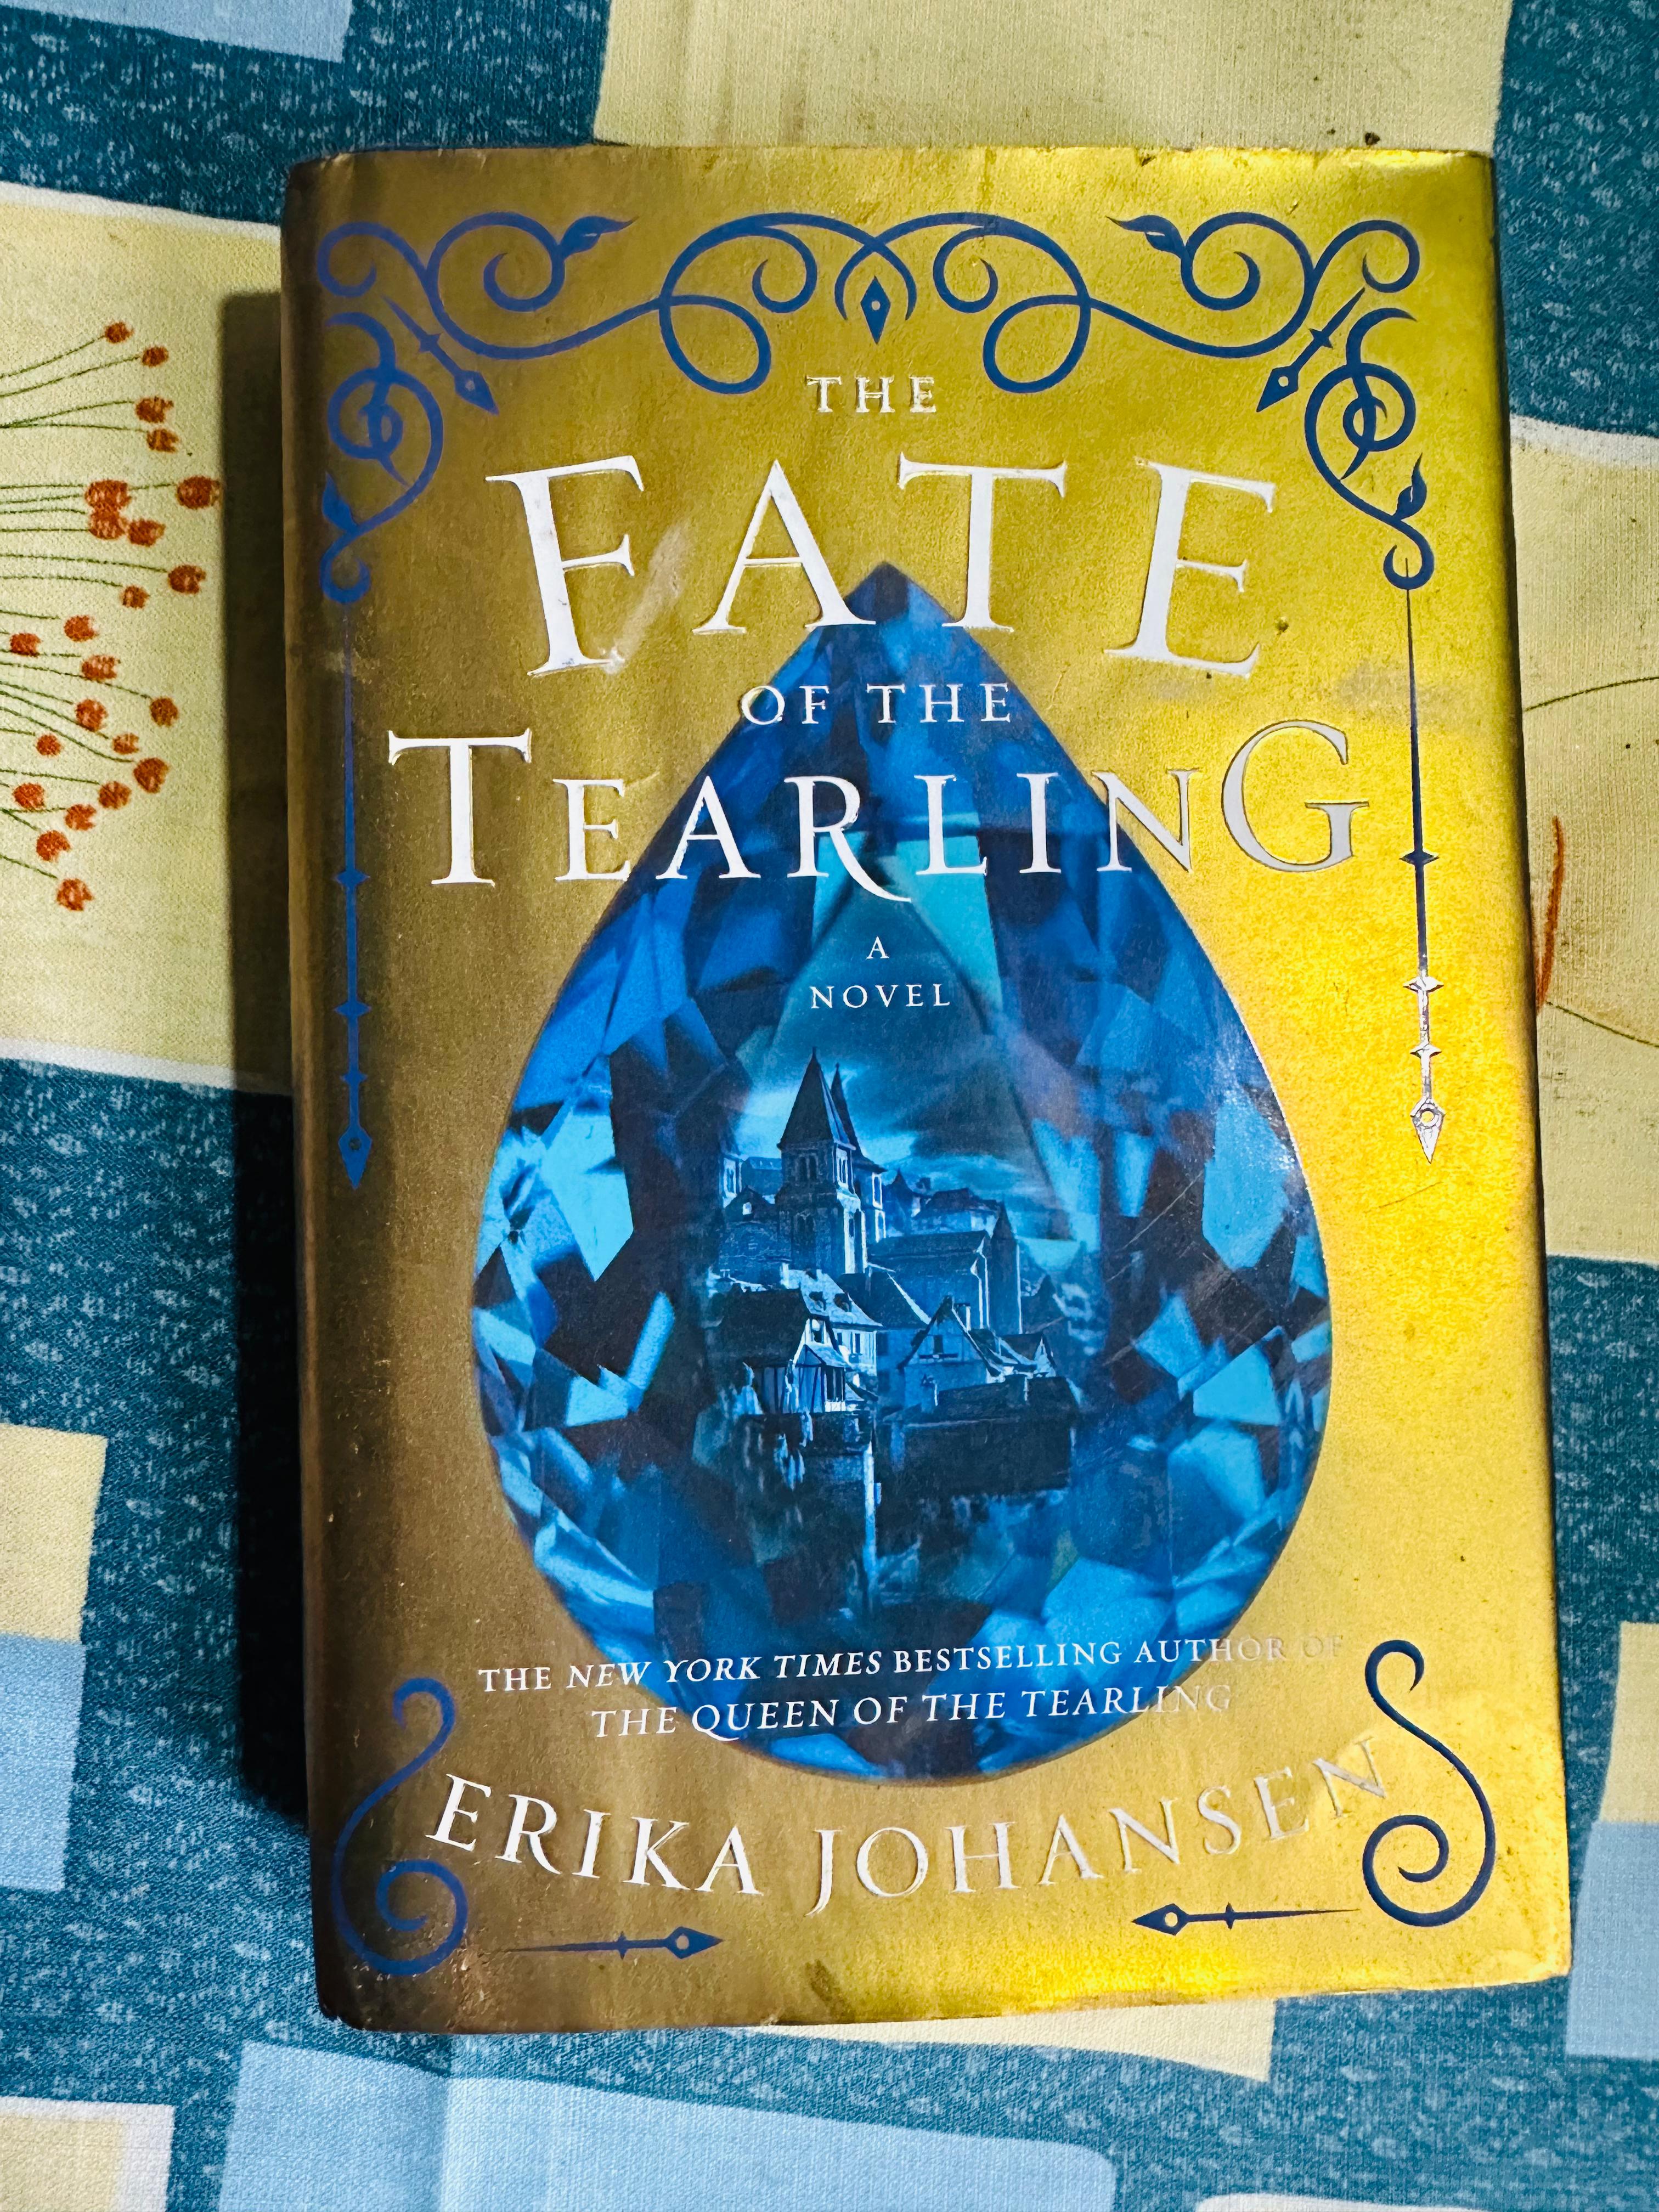 THE
FATE
OF THE
TEARLING
A
NOVEL
THE NEW YORK TIMES BESTSELLING AUTHOR OF
THE QUEEN OF THE TEARLING
ERIKA JOHANSEN